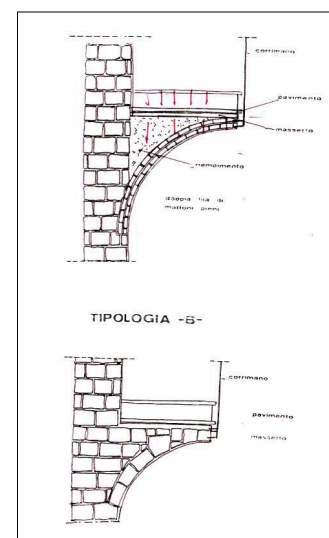 corrimano
pavimento
massetto
riempimento
doppia fila di
mattoni pieni
TIPOLOGIA -B-
corrimano
pavimento
massetto